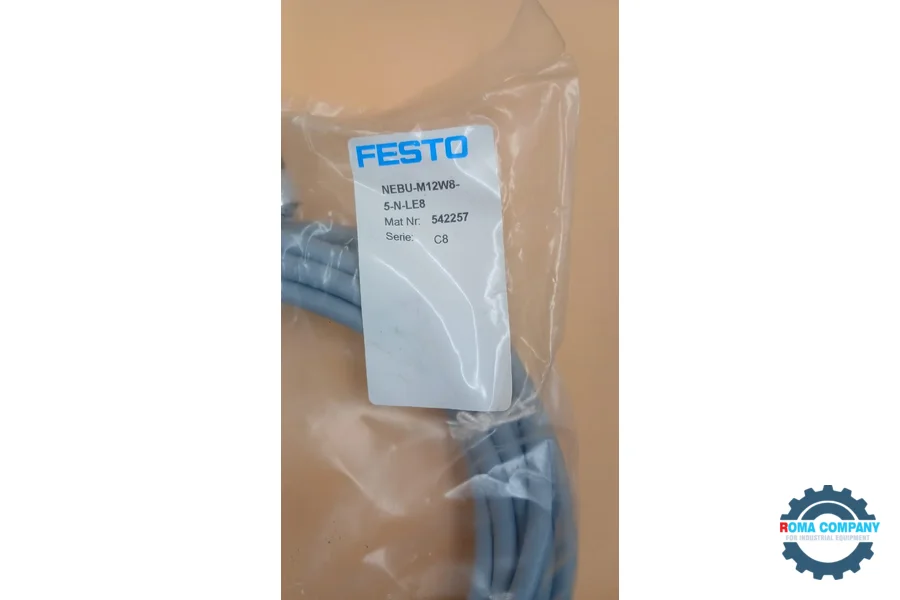 FESTO
NEBU-M12W8-
5-N-LE8
Mat Nr: 542257
Serie: C8
ROMA COMPANY
FOR INDUSTRIAL EQUIPMENT